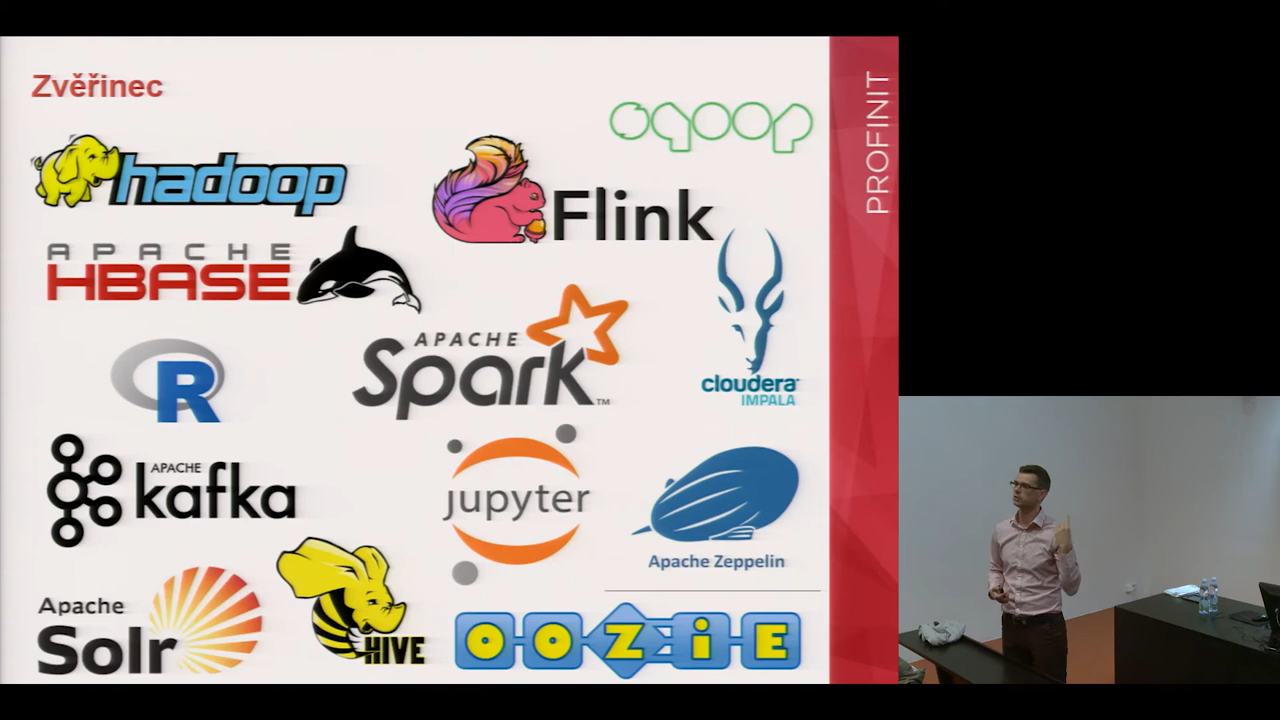 Zvěřinec
sqoop
hadoop
Flink
APACHE
HBASE
APACHE
Spark™
cloudera
IMPALA
R
APACHE
kafka
jupyter
Apache Zeppelin
Apache
Solr
HIVE
OOZiE
PROFINIT